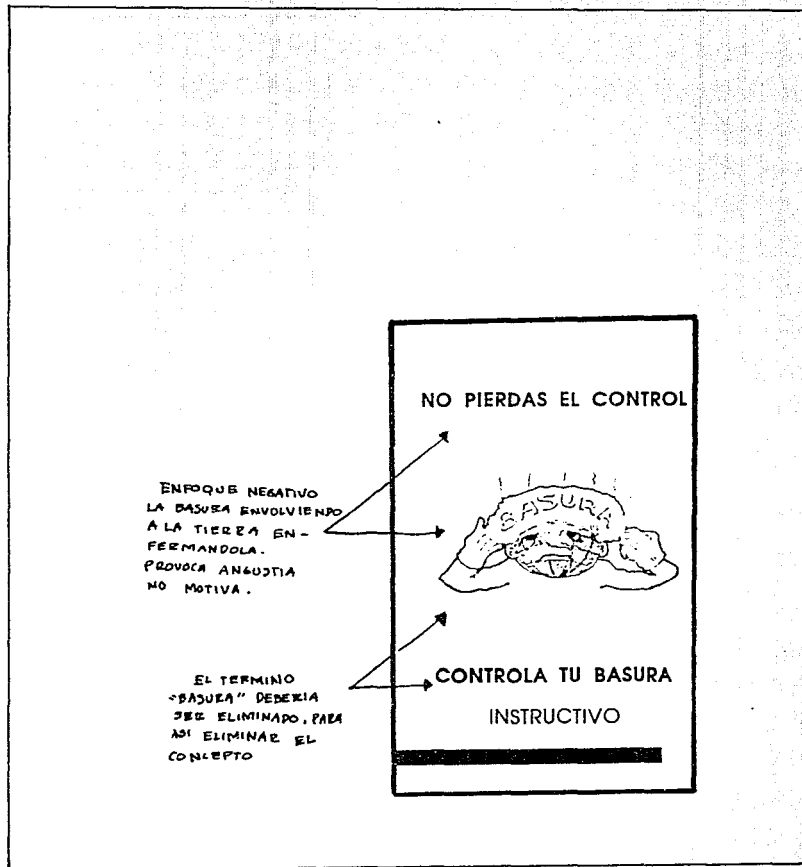 NO PIERDAS EL CONTROL
ENFOQUE NEGATIVO
LA BASURA ENVOLVIENDO
A LA TIERRA EN-
FERMANDOLA.
PROVOCA ANGUSTIA
NO MOTIVA.
BASURA
EL TERMINO
"BASURA" DEBERIA
SER ELIMINADO, PARA
ASI ELIMINAR EL
CONCEPTO
CONTROLA TU BASURA
INSTRUCTIVO